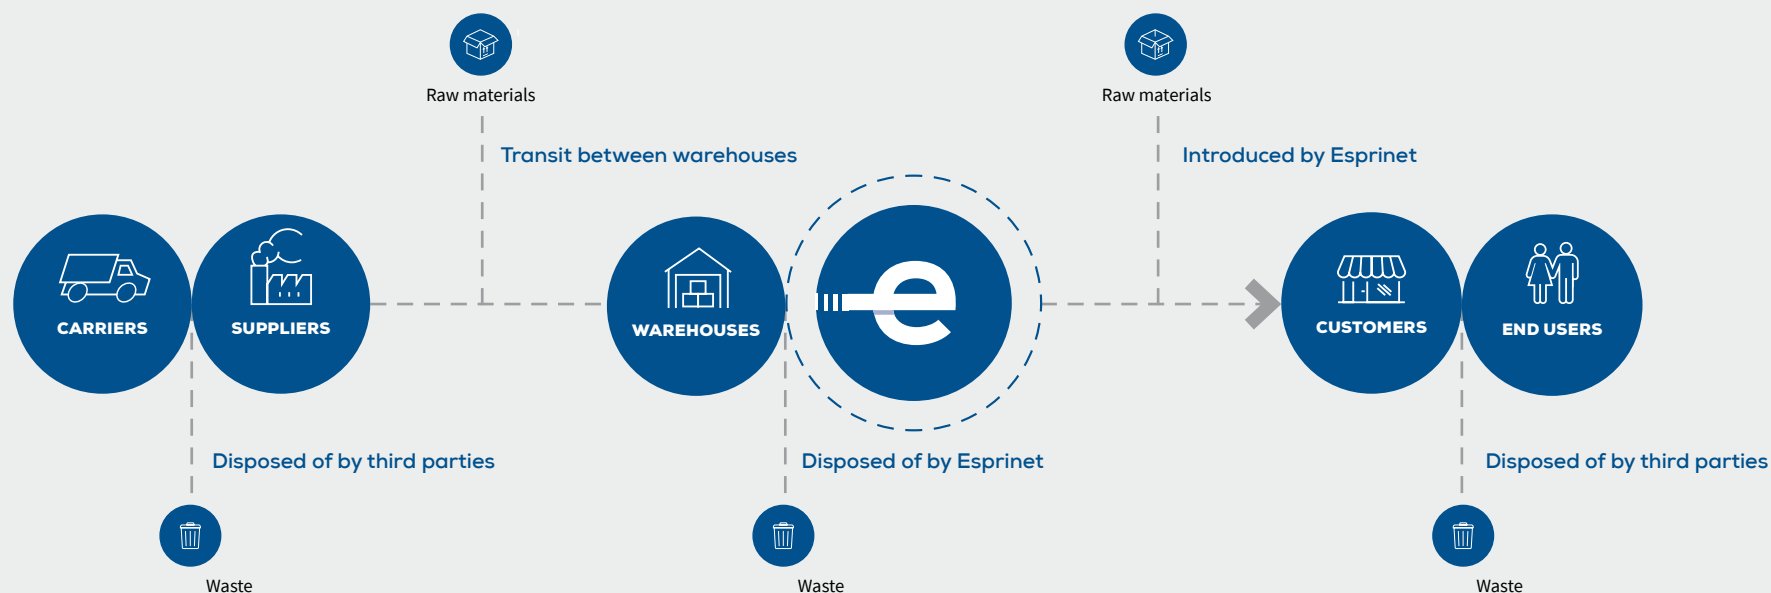 Raw materials
Raw materials
Transit between warehouses
Introduced by Esprinet
CARRIERS
SUPPLIERS
WAREHOUSES
e
CUSTOMERS
END USERS
Disposed of by third parties
Disposed of by Esprinet
Disposed of by third parties
Waste
Waste
Waste